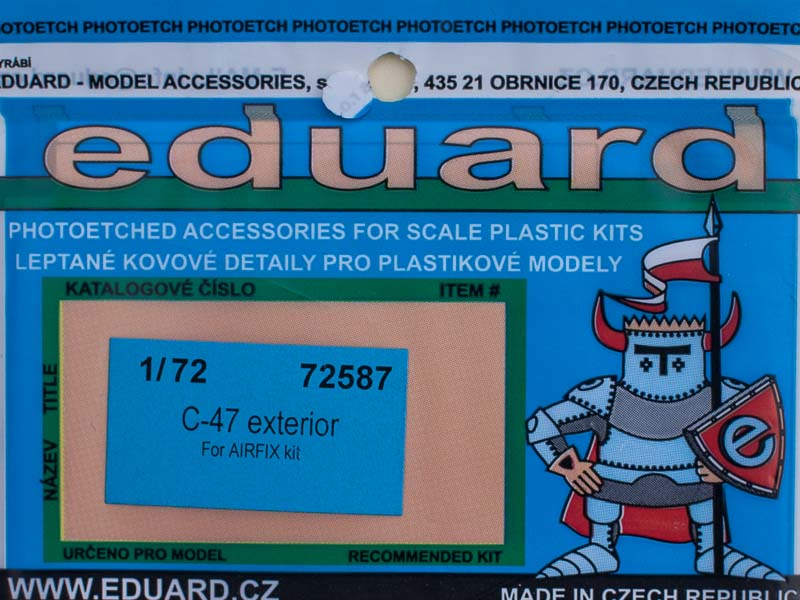 PHOTOETCH PHOTOETCH PHOTOETCH PHOTOETCH PHOTOETCH PHOTOETCH
YRÁBÍ
EDUARD - MODEL ACCESSORIES, 435 21 OBRNICE 170, CZECH REPUBLIC
eduard
PHOTOETCHED ACCESSORIES FOR SCALE PLASTIC KITS
LEPTANÉ KOVOVÉ DETAILY PRO PLASTIKOVÉ MODELY
KATALOGOVÉ ČÍSLO ITEM #
NÁZEV TITLE
1/72 72587
C-47 exterior
For AIRFIX kit
e
URČENO PRO MODEL RECOMMENDED KIT
WWW.EDUARD.CZ MADE IN CZECH REPUBLIC